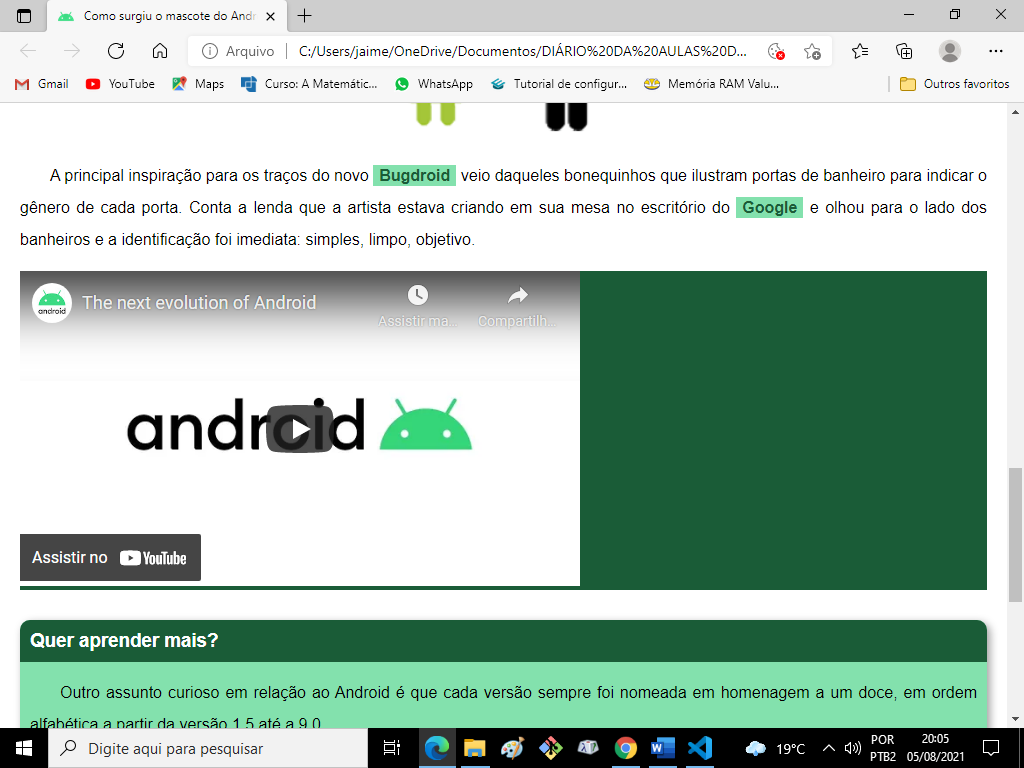 Como surgiu o mascote do Andr
Arquivo
C:/Users/jaime/OneDrive/Documentos/DIÁRIO%20DA%20AULAS%20D...
Gmail YouTube Maps Curso: A Matemátic... WhatsApp Tutorial de configur... Memória RAM Valu... Outros favoritos
A principal inspiração para os traços do novo Bugdroid veio daqueles bonequinhos que ilustram portas de banheiro para indicar o
gênero de cada porta. Conta a lenda que a artista estava criando em sua mesa no escritório do Google e olhou para o lado dos
banheiros e a identificação foi imediata: simples, limpo, objetivo.
android
The next evolution of Android
Assistir ma... Compartilh...
android
Assistir no YouTube
Quer aprender mais?
Outro assunto curioso em relação ao Android é que cada versão sempre foi nomeada em homenagem a um doce, em ordem
alfabética a partir da versão 1.5 até a 9.0
Digite aqui para pesquisar
19°C
POR
PTB2
20:05
05/08/2021